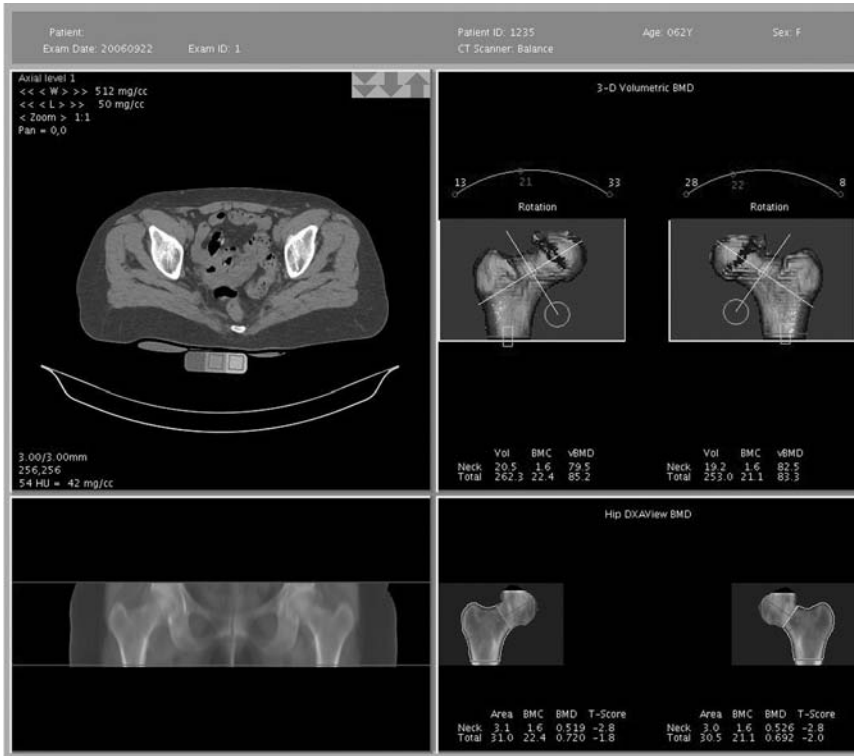 Patient: Patient ID: 1235 Age: 062Y Sex: F
Exam Date: 20060922 Exam ID: 1 CT Scanner: Balance
Axial level 1
<< < W > >> 512 mg/cc
<< < L > >> 50 mg/cc
< Zoom > 1:1
Pan = 0,0
3.00/3.00mm
256,256
54 HU = 42 mg/cc
3-D Volumetric BMD
13 21 33 28 22 8
Rotation Rotation
Vol BMC vBMD Vol BMC vBMD
Neck 20.5 1.6 79.5 Neck 19.2 1.6 82.5
Total 262.3 22.4 85.2 Total 253.0 21.1 83.3
Hip DXAView BMD
Area BMC BMD T-Score Area BMC BMD T-Score
Neck 3.1 1.6 0.519 -2.8 Neck 3.0 1.6 0.526 -2.8
Total 31.0 22.4 0.720 -1.8 Total 30.5 21.1 0.692 -2.0